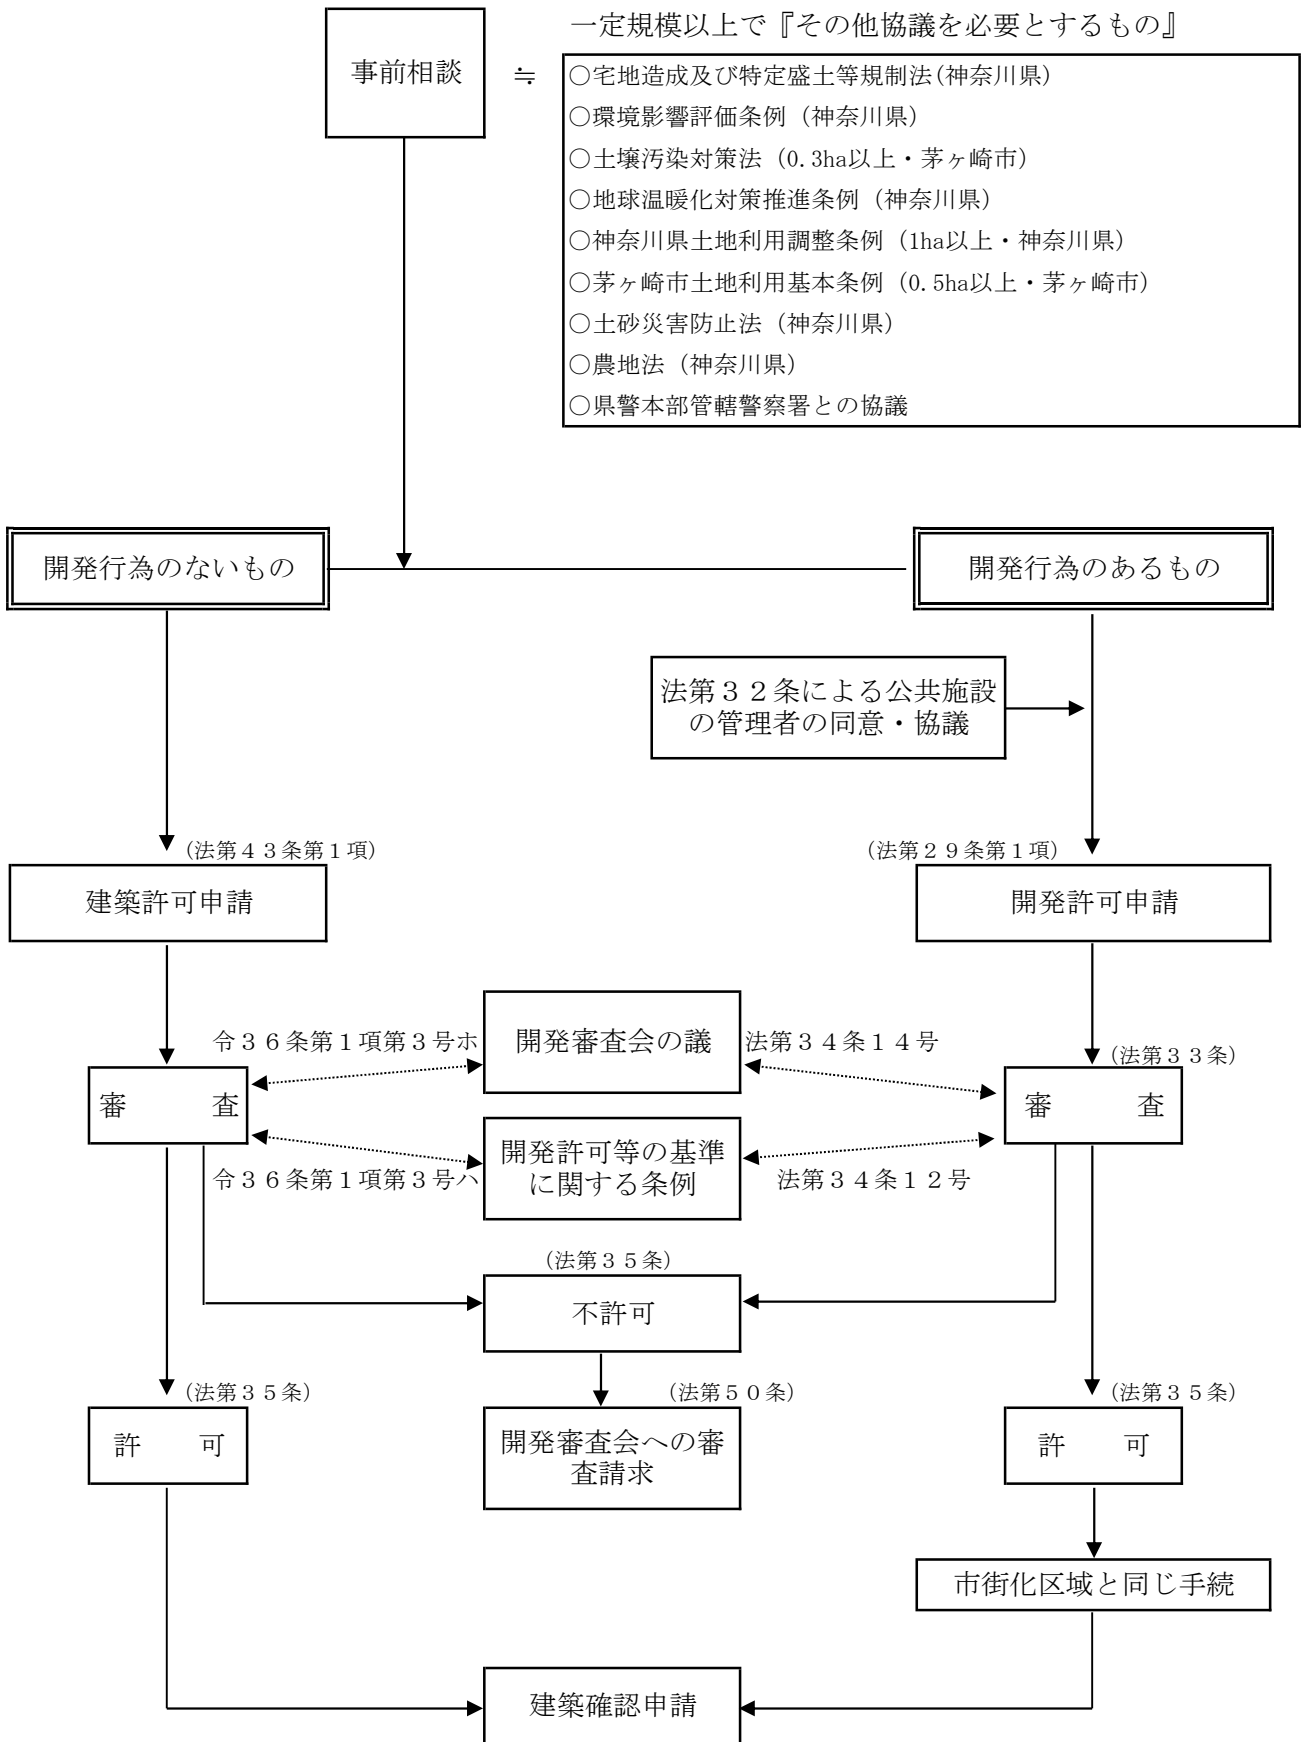 一定規模以上で『その他協議を必要とするもの』
事前相談
≒
○宅地造成及び特定盛土等規制法(神奈川県)
○環境影響評価条例（神奈川県）
○土壌汚染対策法（0.3ha以上・茅ヶ崎市）
○地球温暖化対策推進条例（神奈川県）
○神奈川県土地利用調整条例（1ha以上・神奈川県）
○茅ヶ崎市土地利用基本条例（0.5ha以上・茅ヶ崎市）
○土砂災害防止法（神奈川県）
○農地法（神奈川県）
○県警本部管轄警察署との協議
開発行為のないもの
開発行為のあるもの
法第３２条による公共施設
の管理者の同意・協議
（法第４３条第１項）
（法第２９条第１項）
建築許可申請
開発許可申請
令３６条第１項第３号ホ
開発審査会の議
法第３４条１４号
（法第３３条）
審　　査
審　　査
令３６条第１項第３号ハ
開発許可等の基準
に関する条例
法第３４条１２号
（法第３５条）
不許可
（法第３５条）
（法第５０条）
（法第３５条）
許　　可
開発審査会への審
査請求
許　　可
市街化区域と同じ手続
建築確認申請